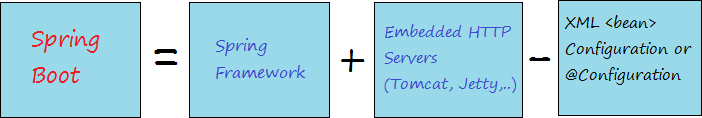 Spring
Boot
=
Spring
Framework
+
Embedded HTTP
Servers
(Tomcat, Jetty,..)
-
XML <bean>
Configuration or
@Configuration